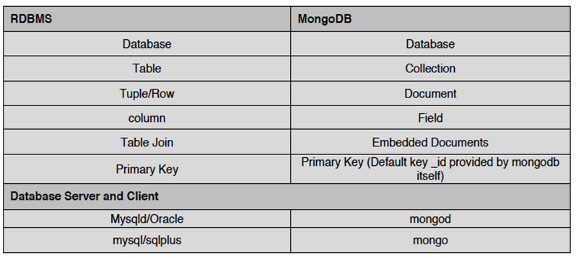 RDBMS MongoDB
Database Database
Table Collection
Tuple/Row Document
column Field
Table Join Embedded Documents
Primary Key Primary Key (Default key _id provided by mongodb
itself)
Database Server and Client
Mysqld/Oracle mongod
mysql/sqlplus mongo